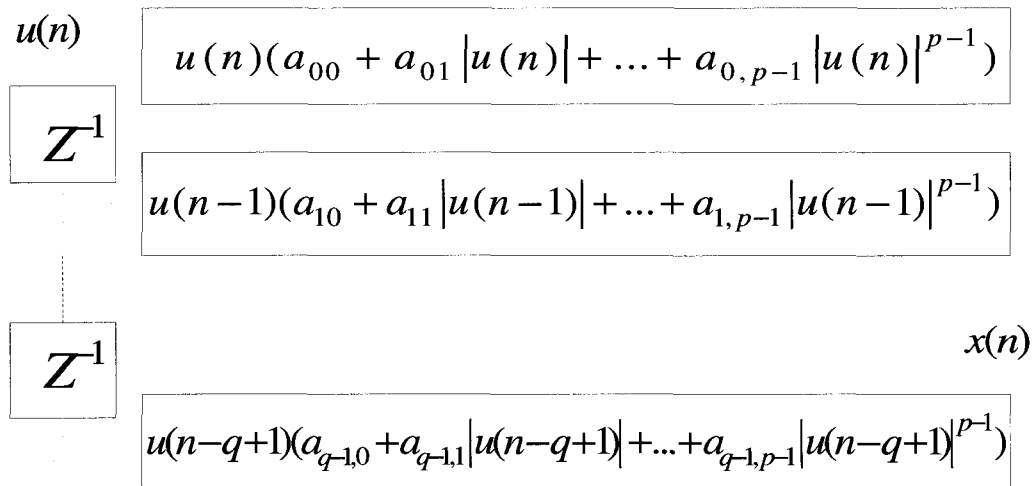 u(n)
u(n)(a_{00} + a_{01} |u(n)| + ... + a_{0,p-1} |u(n)|^{p-1})
Z^{-1}
u(n-1)(a_{10} + a_{11} |u(n-1)| + ... + a_{1,p-1} |u(n-1)|^{p-1})
Z^{-1}
x(n)
u(n-q+1)(a_{q-1,0} + a_{q-1,1} |u(n-q+1)| + ... + a_{q-1,p-1} |u(n-q+1)|^{p-1})